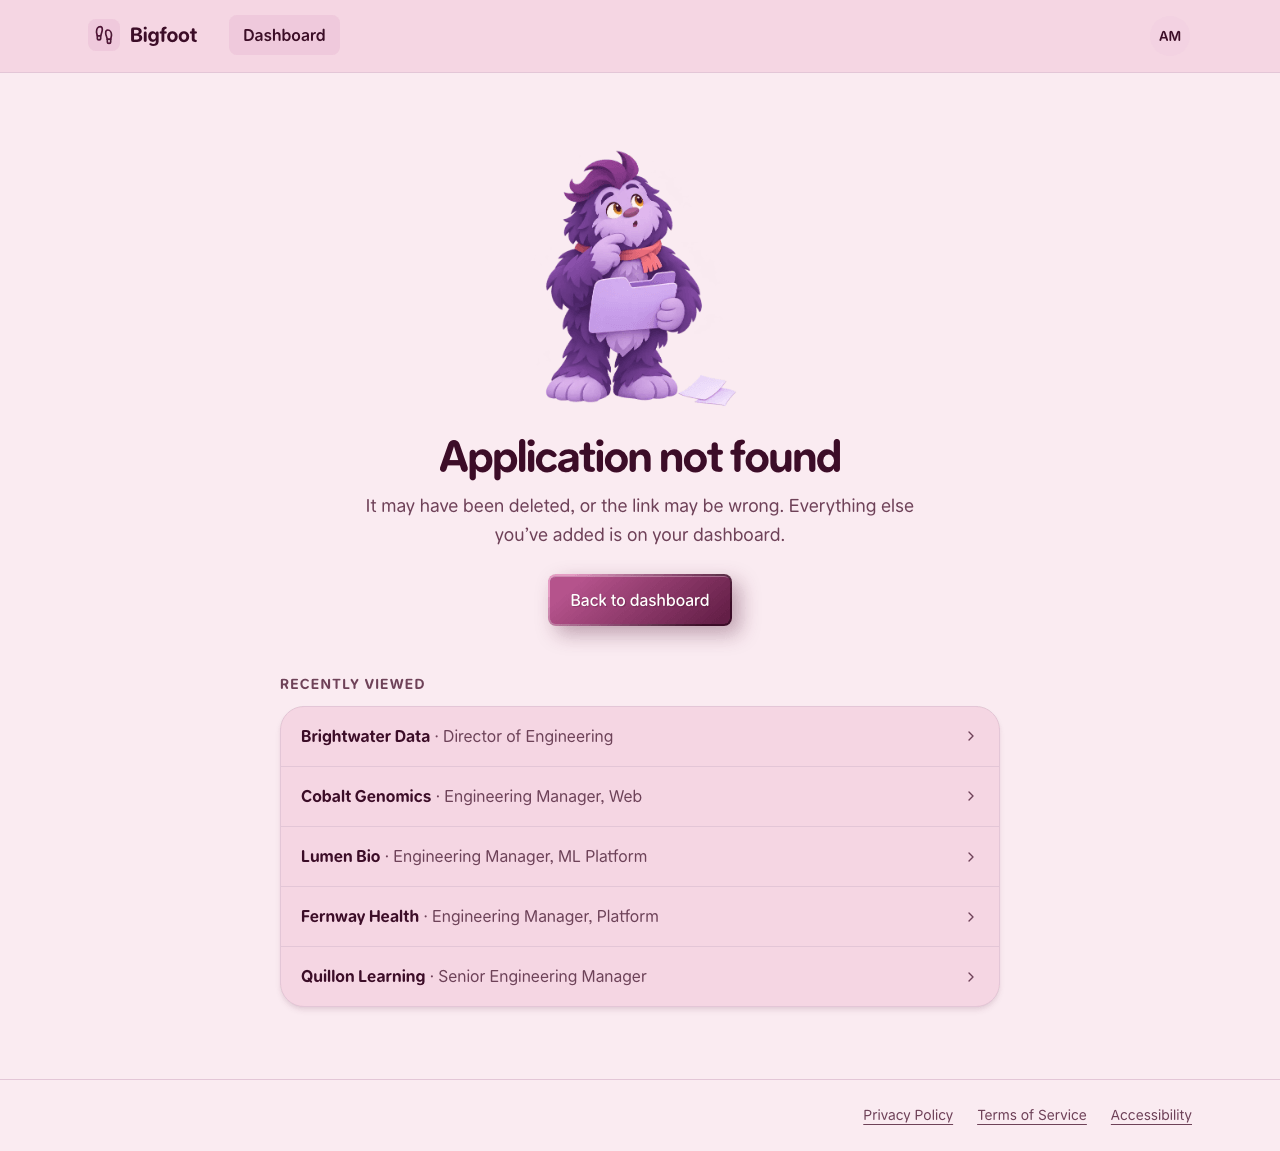 Bigfoot
Dashboard
AM
Application not found
It may have been deleted, or the link may be wrong. Everything else
you’ve added is on your dashboard.
Back to dashboard
RECENTLY VIEWED
Brightwater Data · Director of Engineering
Cobalt Genomics · Engineering Manager, Web
Lumen Bio · Engineering Manager, ML Platform
Fernway Health · Engineering Manager, Platform
Quillon Learning · Senior Engineering Manager
Privacy Policy
Terms of Service
Accessibility